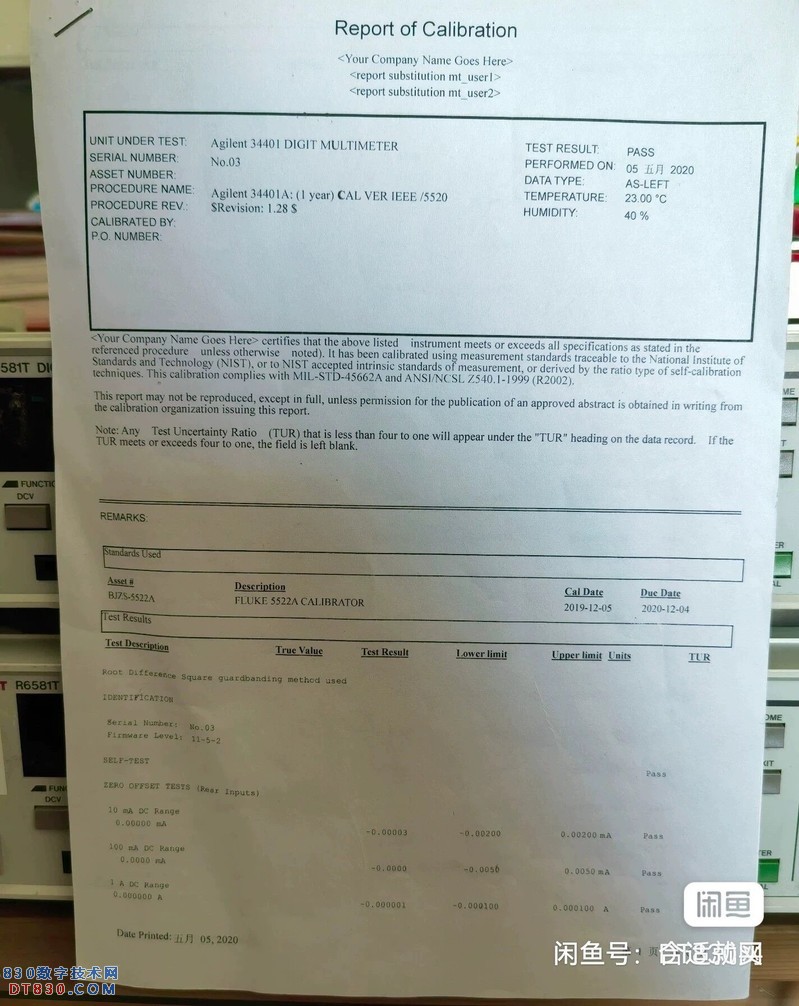 Report of Calibration
<Your Company Name Goes Here>
<report substitution mt_user1>
<report substitution mt_user2>
UNIT UNDER TEST: Agilent 34401 DIGIT MULTIMETER
SERIAL NUMBER: No.03
ASSET NUMBER:
PROCEDURE NAME: Agilent 34401A: (1 year) CAL VER IEEE /5520
PROCEDURE REV.: $Revision: 1.28 $
CALIBRATED BY:
P.O. NUMBER:
TEST RESULT: PASS
PERFORMED ON: 05 五月 2020
DATA TYPE: AS-LEFT
TEMPERATURE: 23.00 °C
HUMIDITY: 40 %
<Your Company Name Goes Here> certifies that the above listed instrument meets or exceeds all specifications as stated in the
referenced procedure unless otherwise noted). It has been calibrated using measurement standards traceable to the National Institute of
Standards and Technology (NIST), or to NIST accepted intrinsic standards of measurement, or derived by the ratio type of self-calibration
techniques. This calibration complies with MIL-STD-45662A and ANSI/NCSL Z540.1-1999 (R2002).
This report may not be reproduced, except in full, unless permission for the publication of an approved abstract is obtained in writing from
the calibration organization issuing this report.
Note: Any Test Uncertainty Ratio (TUR) that is less than four to one will appear under the "TUR" heading on the data record. If the
TUR meets or exceeds four to one, the field is left blank.
REMARKS:
Standards Used
Asset # Description Cal Date Due Date
BJZS-5522A FLUKE 5522A CALIBRATOR 2019-12-05 2020-12-04
Test Results
Test Description True Value Test Result Lower limit Upper limit Units TUR
Root Difference Square guardbanding method used
IDENTIFICATION
Serial Number: No.03
Firmware Level: 11-5-2
SELF-TEST Pass
ZERO OFFSET TESTS (Rear Inputs)
10 mA DC Range
0.00000 mA -0.00003 -0.00200 0.00200 mA Pass
100 mA DC Range
0.0000 mA -0.0000 -0.0050 0.0050 mA Pass
1 A DC Range
0.000000 A -0.000001 -0.000100 0.000100 A Pass
Date Printed: 五月 05, 2020
581T DI
FUNCTIO
DCV
T R6581T
FUN
DCV
闲鱼
闲鱼号：
830数字技术网
DT830.COM